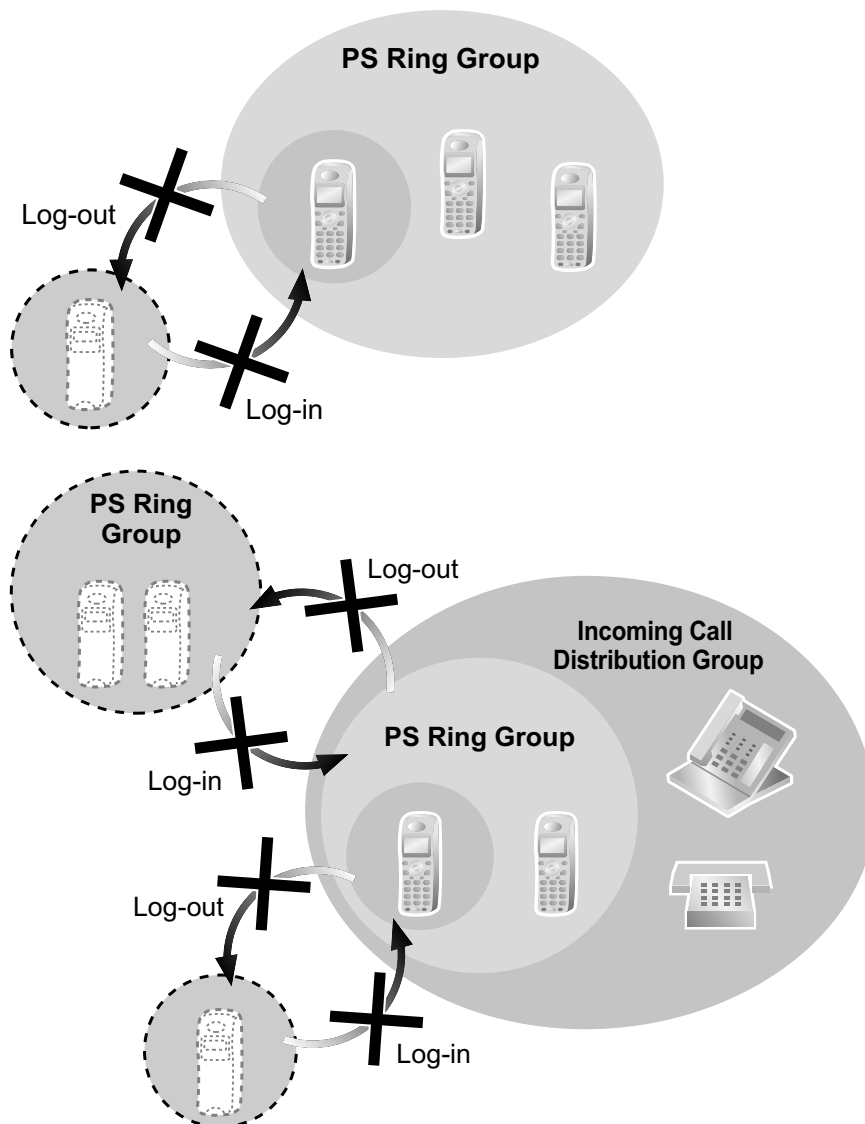 PS Ring Group
Log-out
Log-in
PS Ring
Group
Log-out
Incoming Call
Distribution Group
PS Ring Group
Log-in
Log-out
Log-in